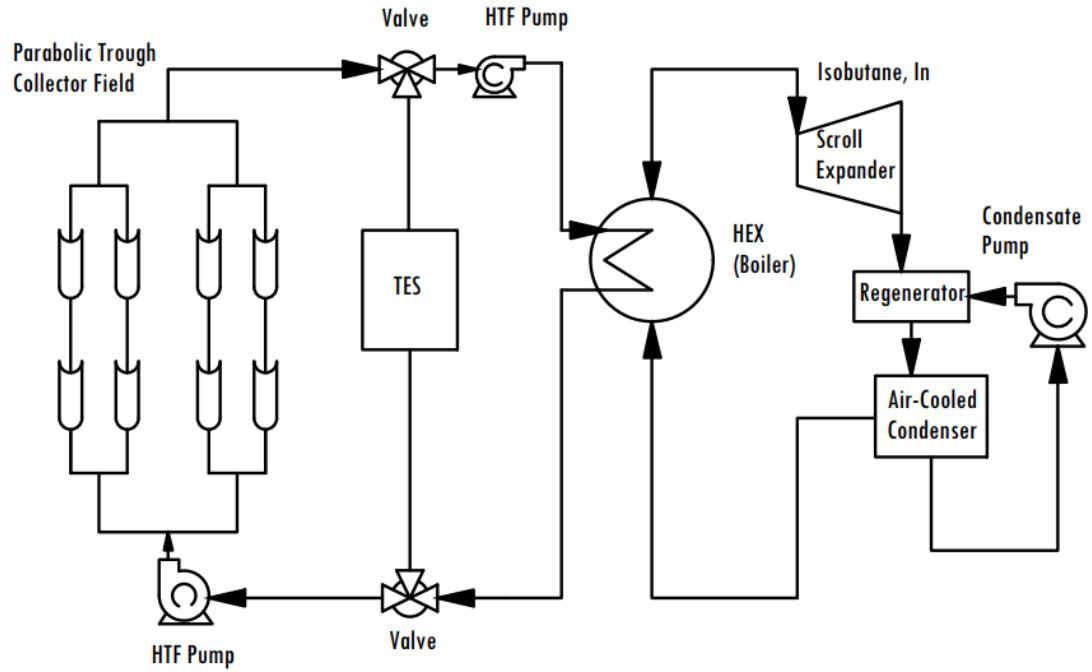 Valve
HTF Pump
Parabolic Trough
Collector Field
Isobutane, In
Scroll
Expander
Condensate
Pump
HEX
(Boiler)
TES
Regenerator
Air-Cooled
Condenser
Valve
HTF Pump